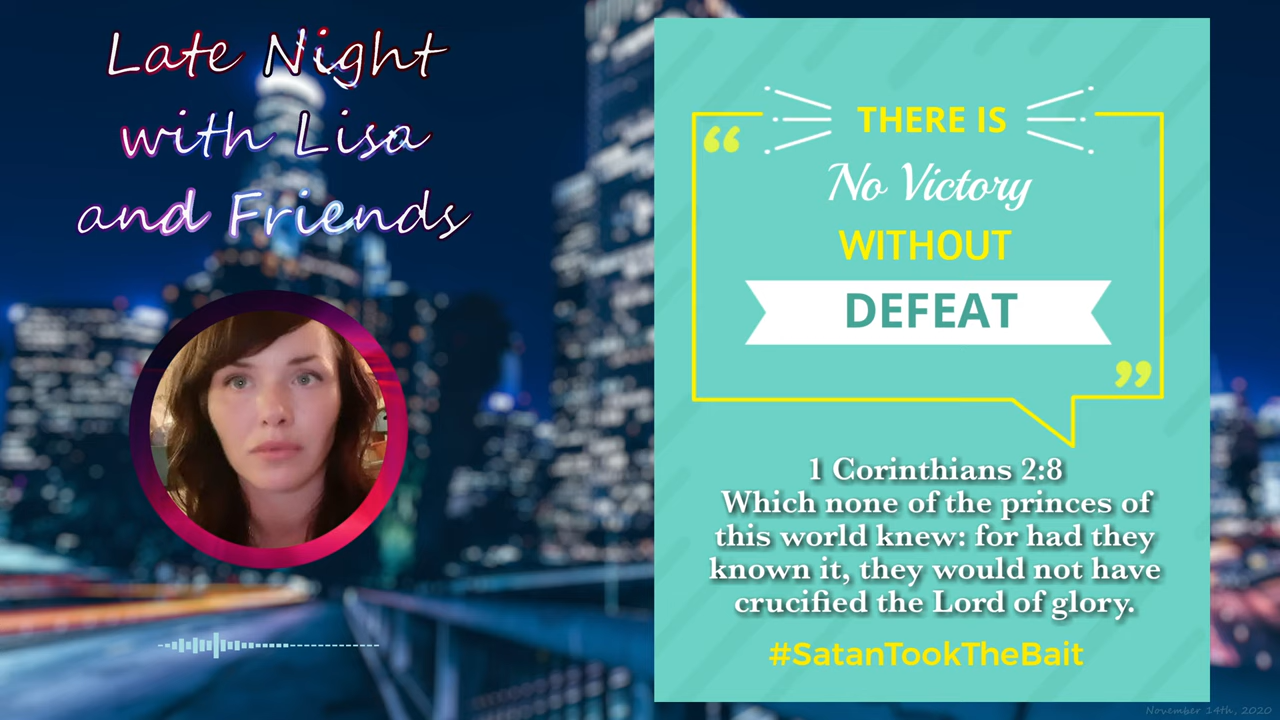 Late Night
with Lisa
and Friends
“
THERE IS
No Victory
WITHOUT
DEFEAT
”
1 Corinthians 2:8
Which none of the princes of
this world knew: for had they
known it, they would not have
crucified the Lord of glory.
#SatanTookTheBait
November 14th, 2020